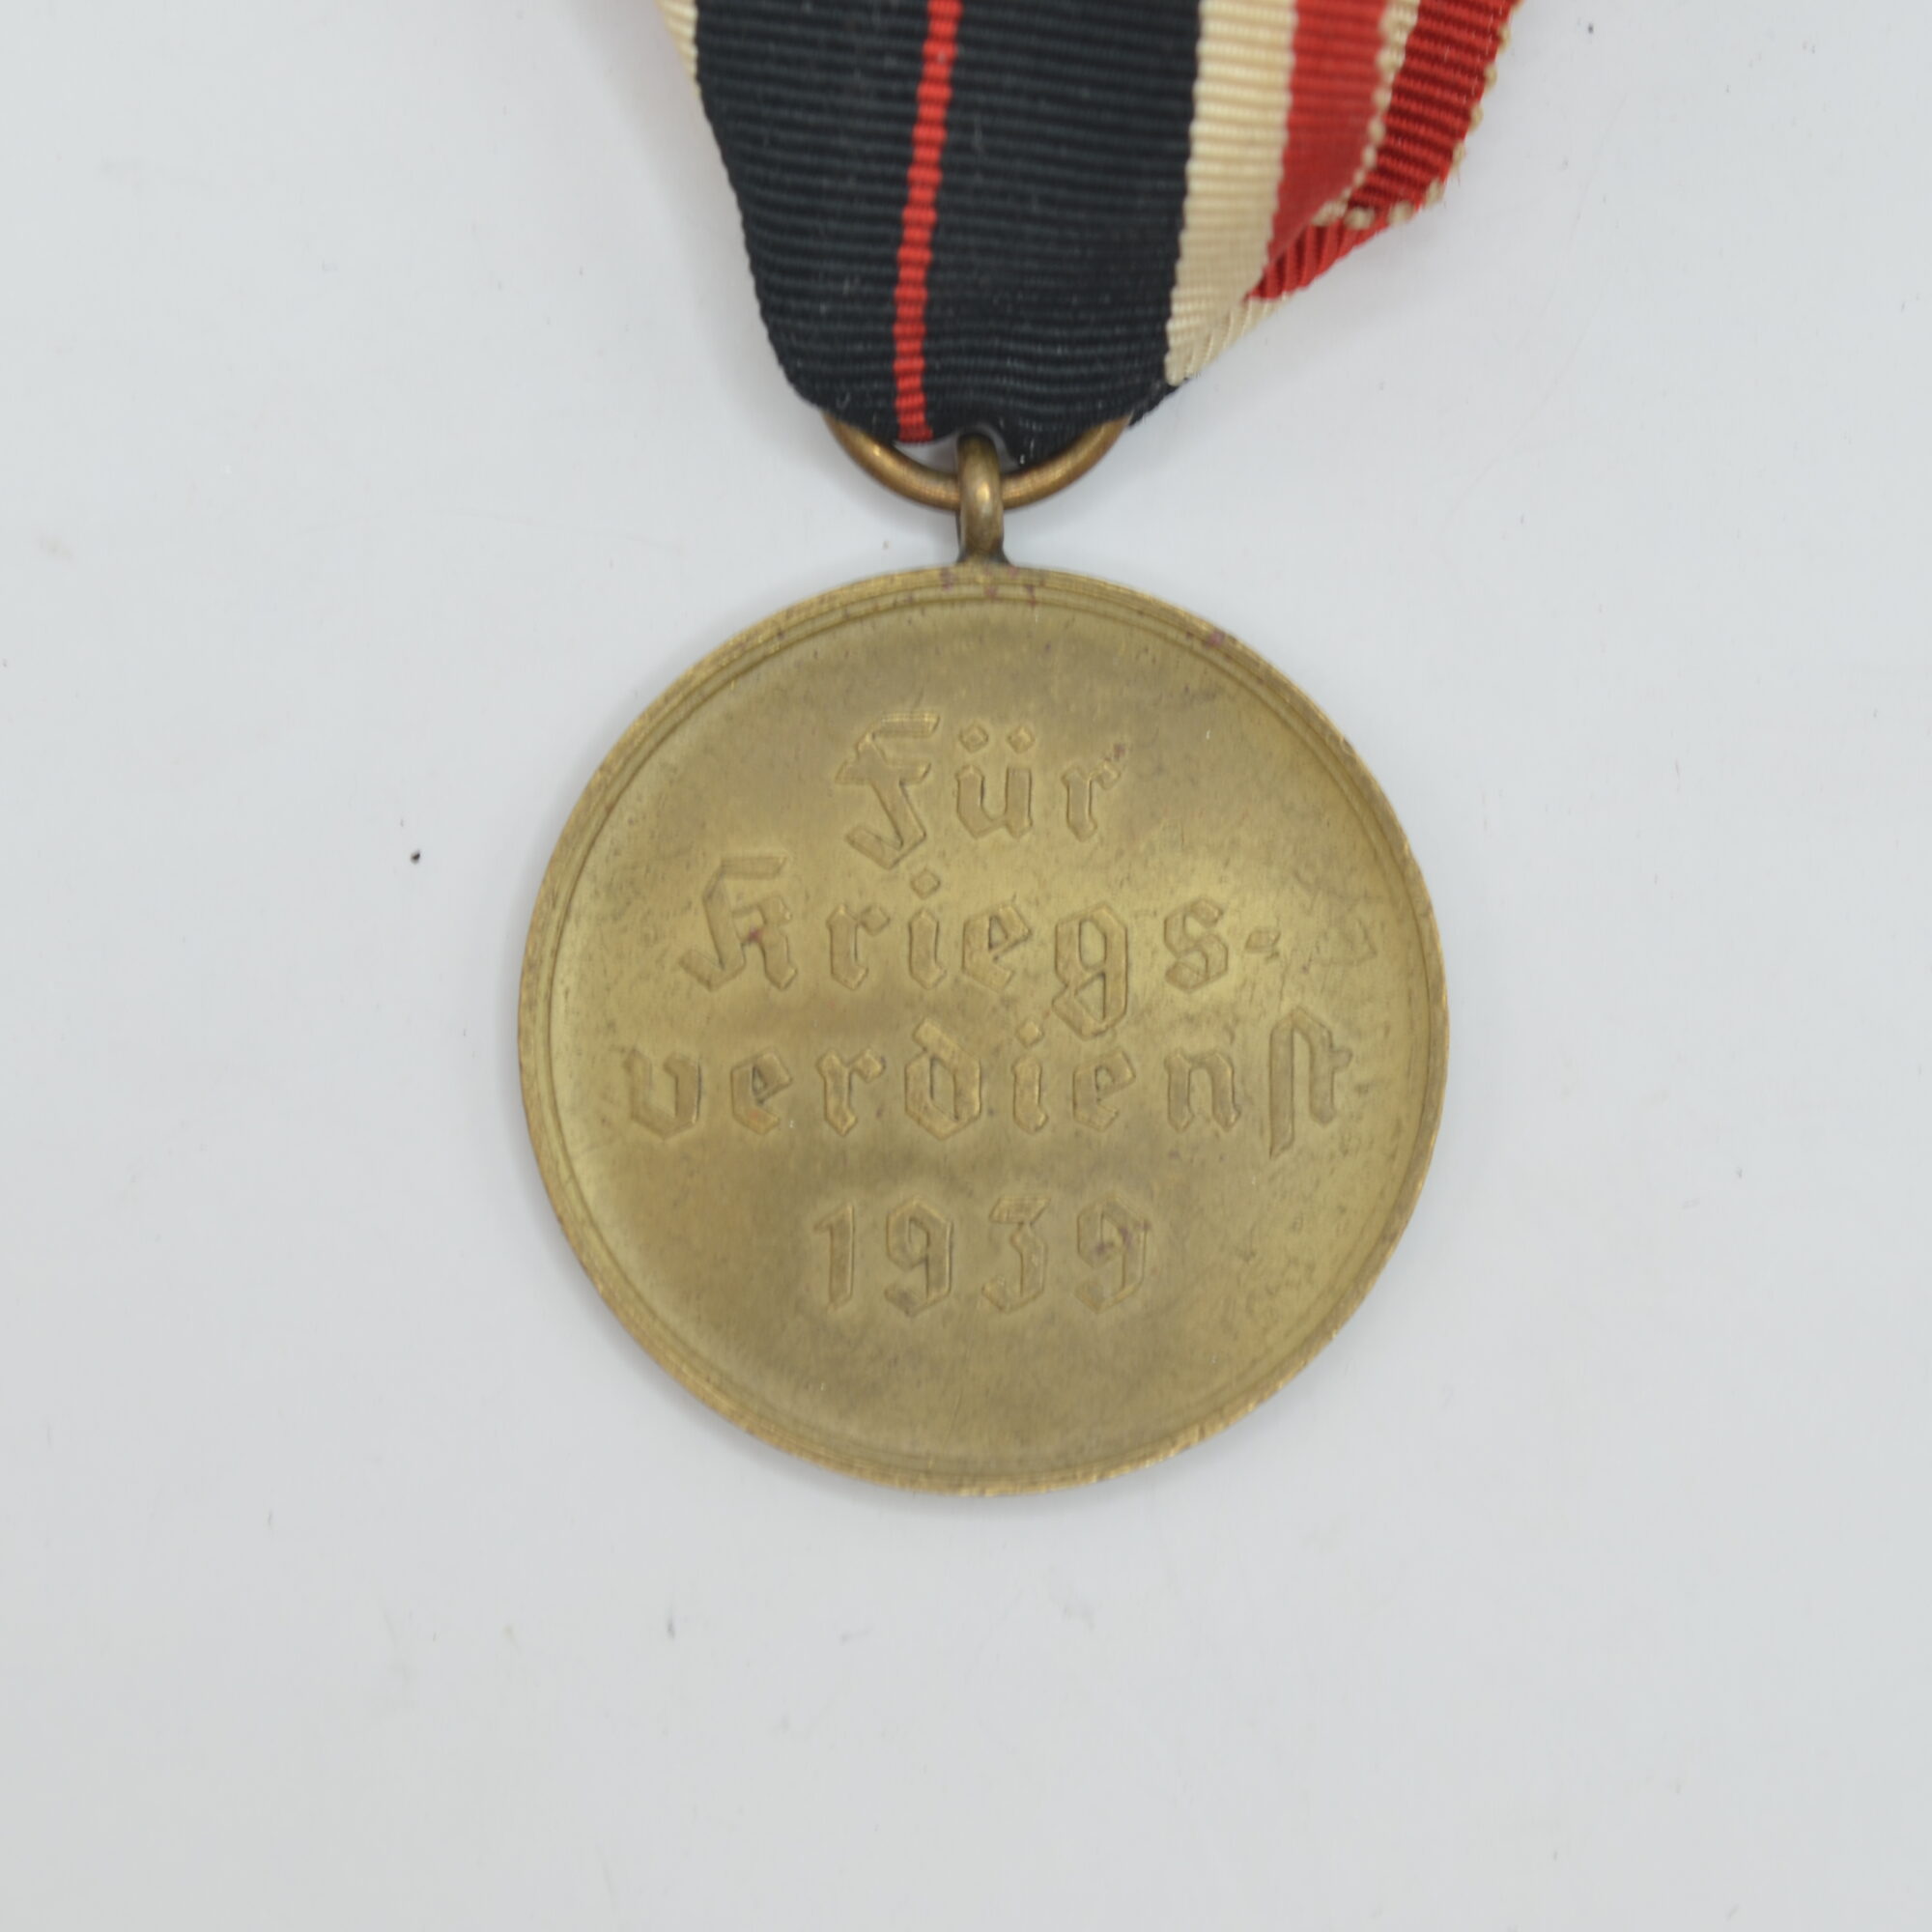 Für
Kriegs-
verdienst
1939